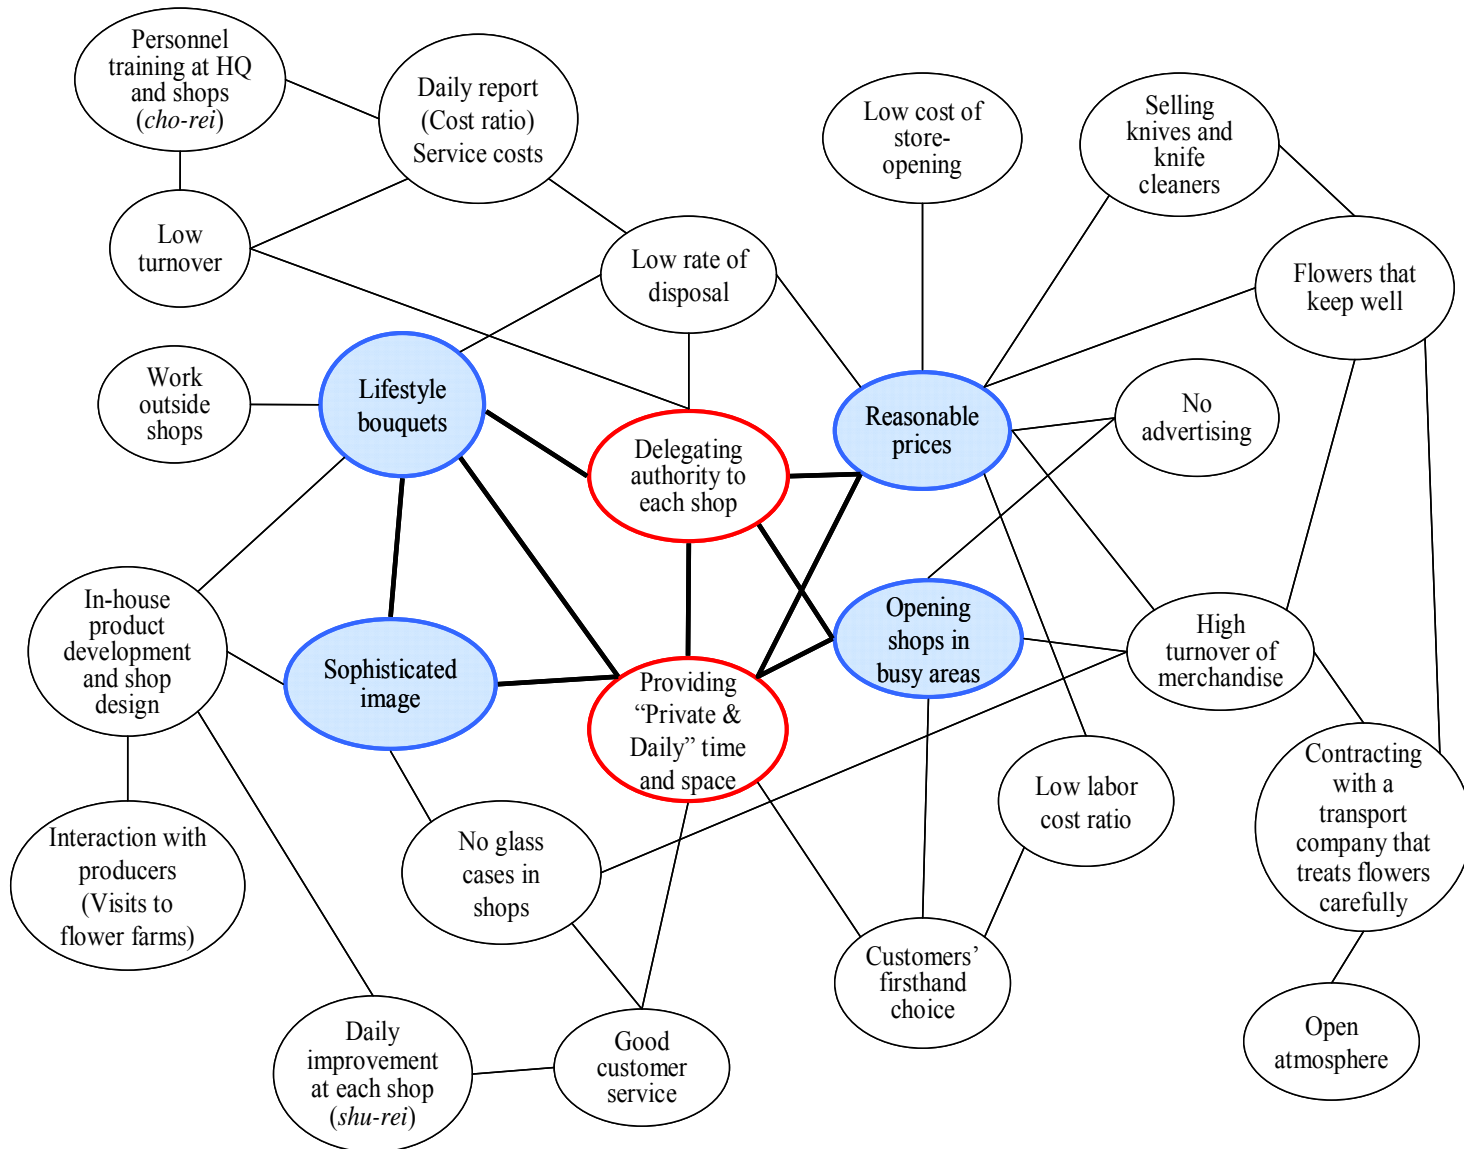 Personnel
training at HQ
and shops
(cho-rei)
Daily report
(Cost ratio)
Service costs
Low cost of
store-
opening
Selling
knives and
knife
cleaners
Low
turnover
Low rate of
disposal
Flowers that
keep well
Work
outside
shops
Lifestyle
bouquets
Delegating
authority to
each shop
Reasonable
prices
No
advertising
In-house
product
development
and shop
design
Sophisticated
image
Providing
“Private &
Daily” time
and space
Opening
shops in
busy areas
High
turnover of
merchandise
Interaction with
producers
(Visits to
flower farms)
No glass
cases in
shops
Low labor
cost ratio
Contracting
with a
transport
company that
treats flowers
carefully
Customers’
firsthand
choice
Daily
improvement
at each shop
(shu-rei)
Good
customer
service
Open
atmosphere